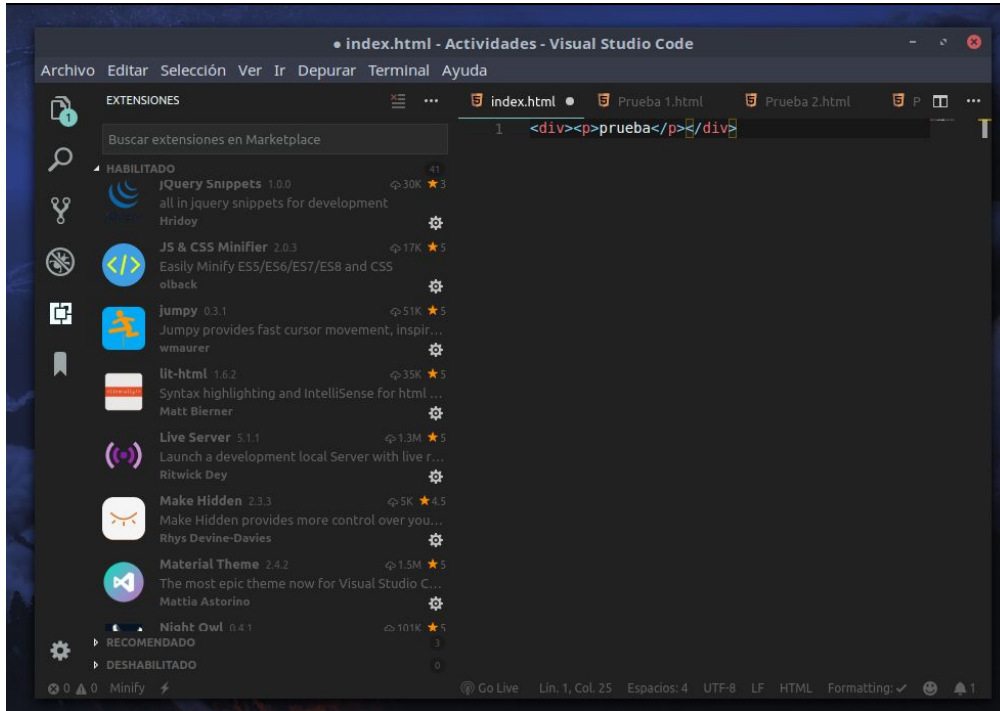 ● index.html - Actividades - Visual Studio Code
Archivo Editar Selección Ver Ir Depurar Terminal Ayuda
EXTENSIONES
index.html ● Prueba 1.html Prueba 2.html P
1
Buscar extensiones en Marketplace
1 <div><p>prueba</p></div>
HABILITADO 41
jQuery Snippets 1.0.0 30K ★3
all in jquery snippets for development
Hridoy
JS & CSS Minifier 2.0.3 17K ★5
Easily Minify ES5/ES6/ES7/ES8 and CSS
olback
jumpy 0.3.1 51K ★5
Jumpy provides fast cursor movement, inspir...
wmaurer
lit-html 1.6.2 35K ★5
Syntax highlighting and IntelliSense for html ...
Matt Bierner
Live Server 5.1.1 1.3M ★5
Launch a development local Server with live r...
Ritwick Dey
Make Hidden 2.3.3 5K ★4.5
Make Hidden provides more control over you...
Rhys Devine-Davies
Material Theme 2.4.2 1.5M ★5
The most epic theme now for Visual Studio C...
Mattia Astorino
Night Owl 0.4.1 101K ★5
RECOMENDADO 3
DESHABILITADO 0
0 0 Minify Go Live Lin. 1, Col. 25 Espacios: 4 UTF-8 LF HTML Formatting: ✓ 1